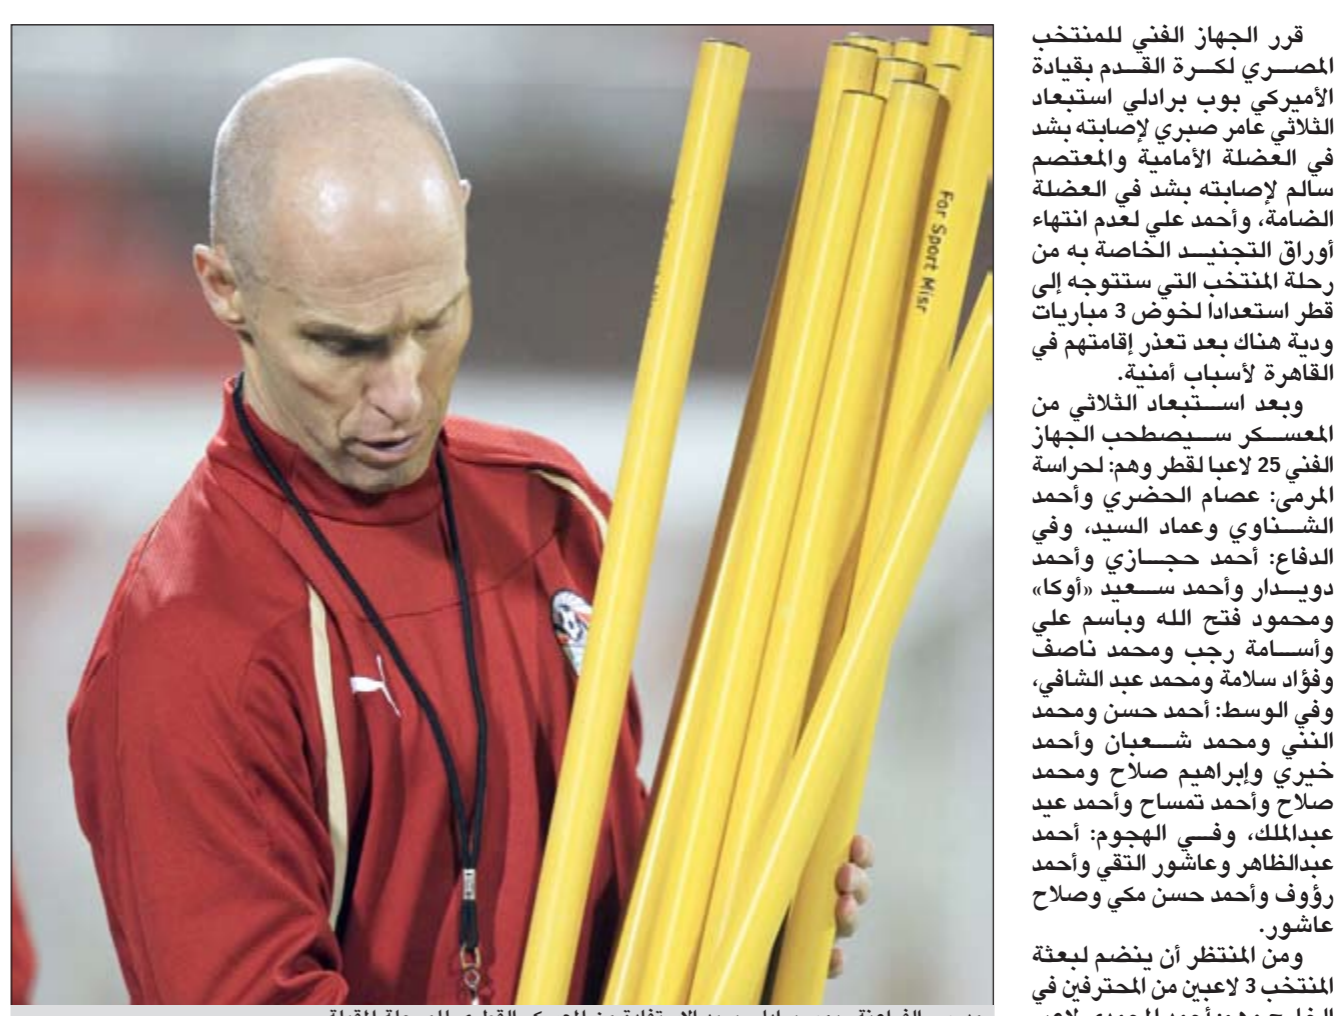 قرر الجهاز الفني للمنتخب
المصري لكرة القدم بقيادة
الأميركي بوب برادلي استبعاد
الثلاثي عامر صبري لإصابته بشد
في العضلة الأمامية والمعتصم
سالم لإصابته بشد في العضلة
الضامة، وأحمد علي لعدم انتهاء
أوراق التجنيد الخاصة به من
رحلة المنتخب التي ستتوجه إلى
قطر استعدادا لخوض 3 مباريات
ودية هناك بعد تعذر إقامتهم في
القاهرة لأسباب أمنية.
وبعد استبعاد الثلاثي من
المعسكر سيصطحب الجهاز
الفني 25 لاعبا لقطر وهم: لحراسة
المرمى: عصام الحضري وأحمد
الشناوي وعماد السيد، وفي
الدفاع: أحمد حجازي وأحمد
دويدار وأحمد سعيد «أوكا»
ومحمود فتح الله وباسم علي
وأسامة رجب ومحمد ناصف
وفؤاد سلامة ومحمد عبد الشافي،
وفي الوسط: أحمد حسن ومحمد
النني ومحمد شعبان وأحمد
خيري وإبراهيم صلاح ومحمد
صلاح وأحمد تمساح وأحمد عيد
عبدالملك، وفي الهجوم: أحمد
عبدالظاهر وعاشور التقي وأحمد
رؤوف وأحمد حسن مكي وصلاح
عاشور.
ومن المنتظر أن ينضم لبعثة
المنتخب 3 لاعبين من المحترفين في
For Sport Misr